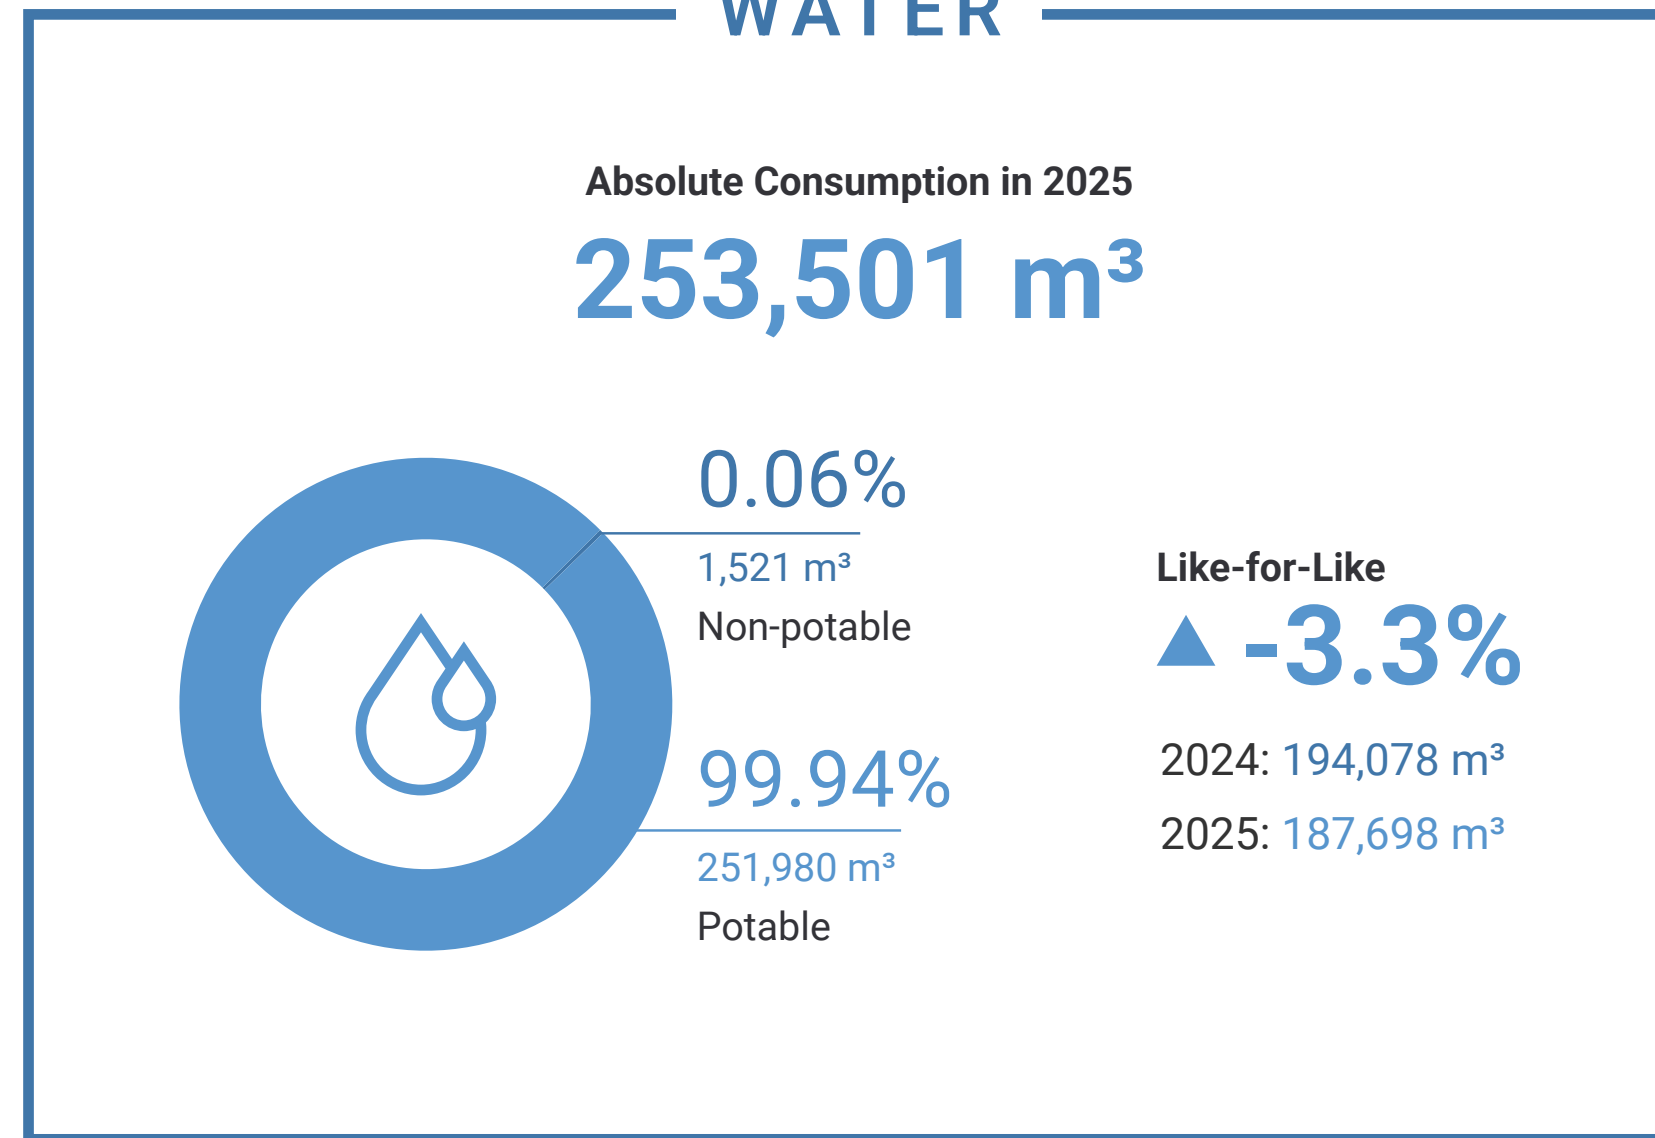 WATER
Absolute Consumption in 2025
253,501 m³
0.06%
1,521 m³
Non-potable
99.94%
251,980 m³
Potable
Like-for-Like
▲ -3.3%
2024: 194,078 m³
2025: 187,698 m³